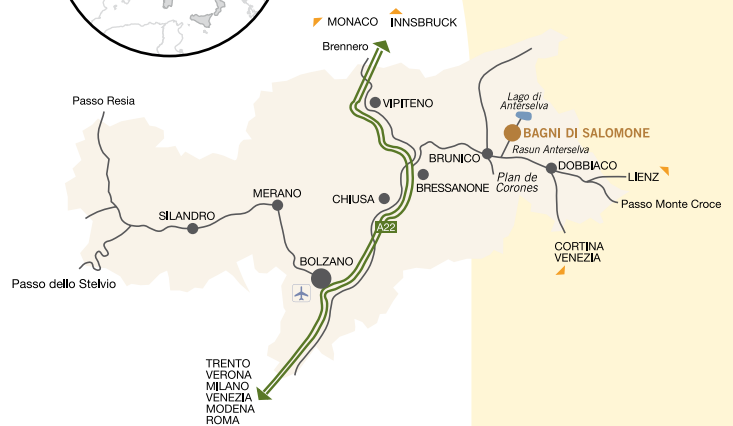 MONACO
INNSBRUCK
Brennero
Passo Resia
VIPITENO
Lago di
Anterselva
BAGNI DI SALOMONE
Rasun Anterselva
BRUNICO
DOBBIACO
LIENZ
Plan de
Corones
BRESSANONE
MERANO
CHIUSA
Passo Monte Croce
SILANDRO
A22
CORTINA
VENEZIA
BOLZANO
Passo dello Stelvio
TRENTO
VERONA
MILANO
VENEZIA
MODENA
ROMA